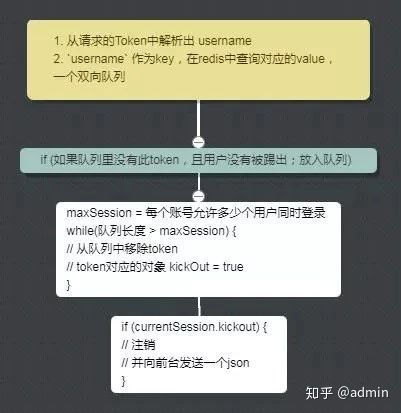 1. 从请求的Token中解析出 username
2. `username` 作为key，在redis中查询对应的value，
一个双向队列
if (如果队列里没有此token，且用户没有被踢出；放入队列)
maxSession = 每个账号允许多少个用户同时登录
while(队列长度 > maxSession) {
// 从队列中移除token
// token对应的对象 kickOut = true
}
if (currentSession.kickout) {
// 注销
// 并向前台发送一个json
}
知乎 @admin